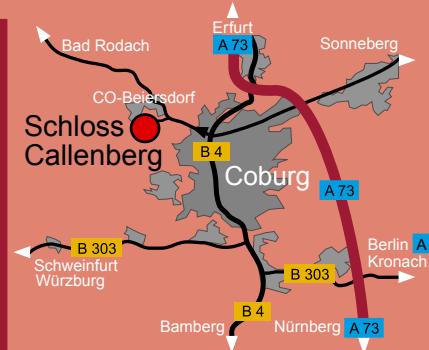 Erfurt
A 73
Bad Rodach
Sonneberg
CO-Beiersdorf
Schloss
Callenberg
B 4
Coburg
A 73
B 303
Schweinfurt
Würzburg
B 303
Berlin A
Kronach
B 4
Bamberg
Nürnberg A 73